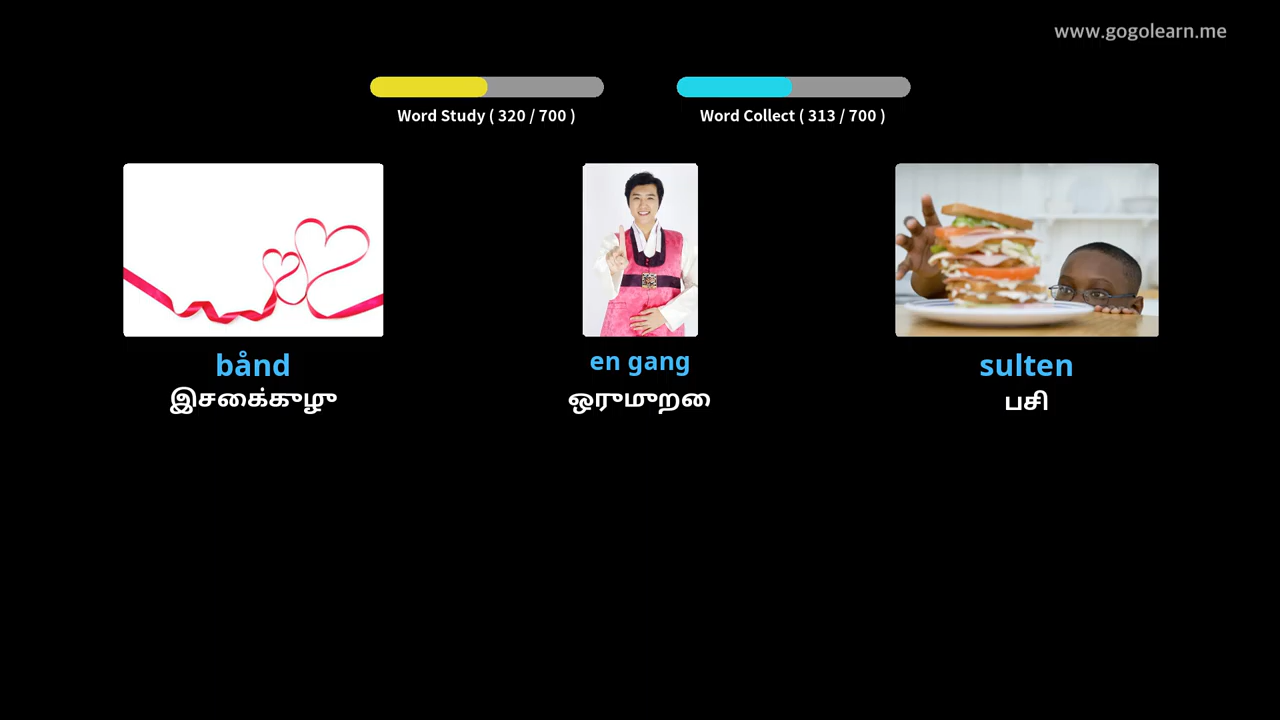 www.gogolearn.me
Word Study ( 320 / 700 )
Word Collect ( 313 / 700 )
bånd
en gang
sulten
இசைக்குழு
ஒருமுறை
பசி